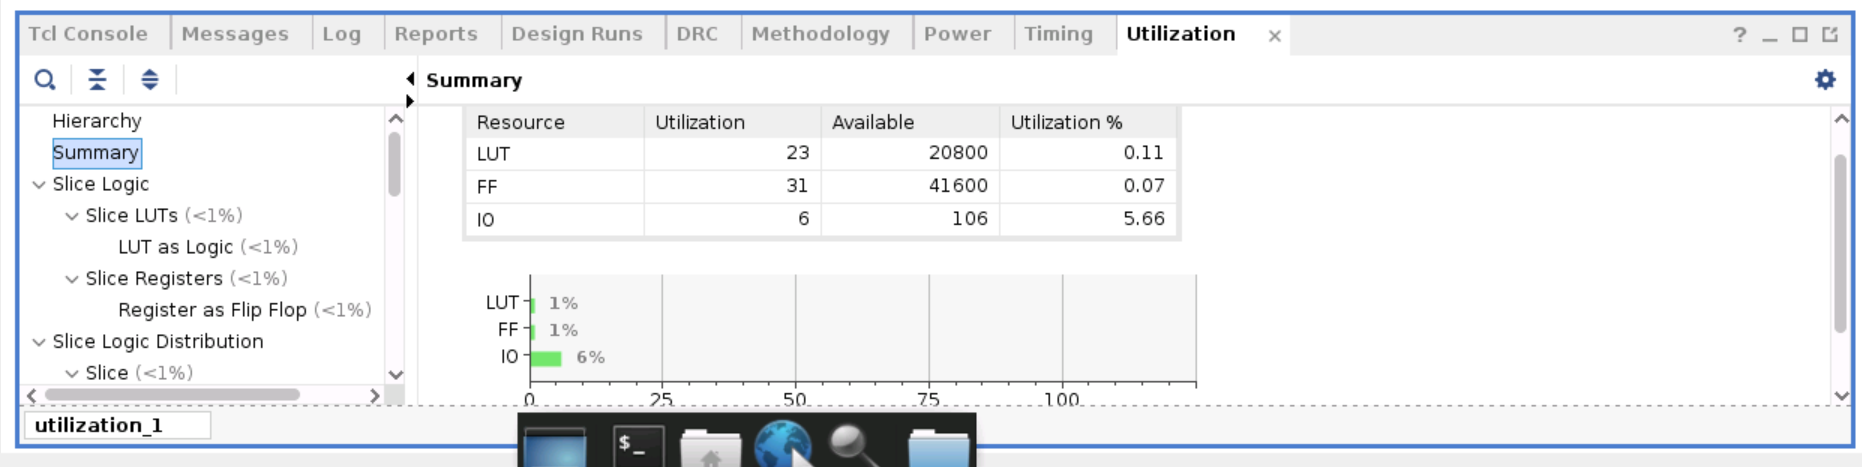 Tcl Console Messages Log Reports Design Runs DRC Methodology Power Timing Utilization × ?
Summary
Hierarchy
Summary
Slice Logic
Slice LUTs (<1%)
LUT as Logic (<1%)
Slice Registers (<1%)
Register as Flip Flop (<1%)
Slice Logic Distribution
Slice (<1%)
Resource Utilization Available Utilization %
LUT 23 20800 0.11
FF 31 41600 0.07
IO 6 106 5.66
LUT 1%
FF 1%
IO 6%
0 25 50 75 100
utilization_1
$_